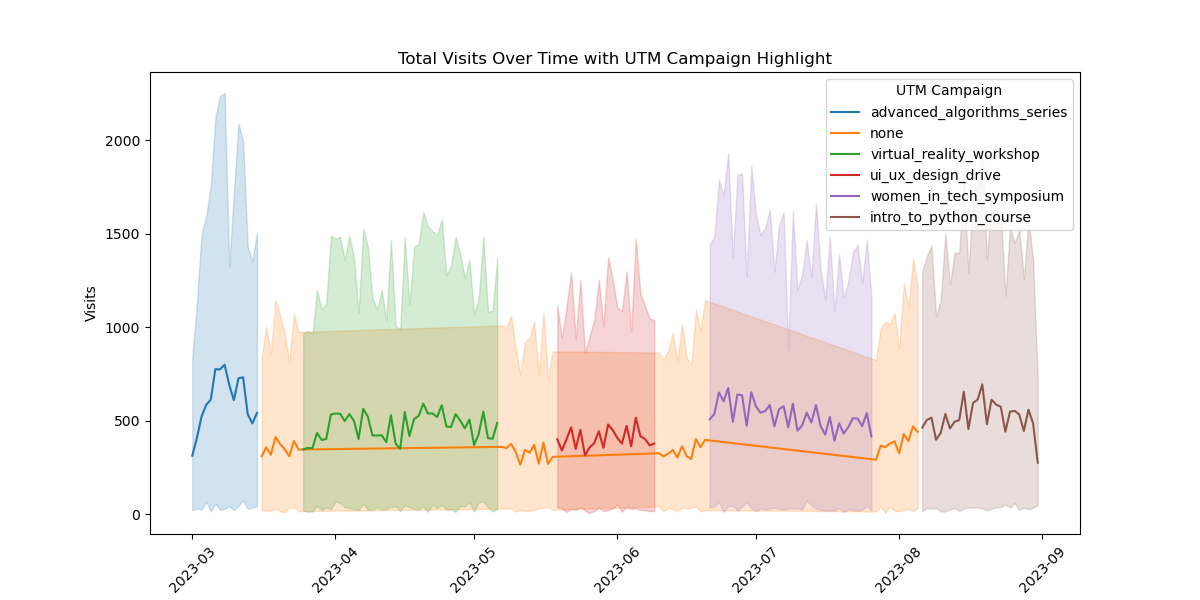 Total Visits Over Time with UTM Campaign Highlight
UTM Campaign
advanced_algorithms_series
none
virtual_reality_workshop
ui_ux_design_drive
women_in_tech_symposium
intro_to_python_course
Visits
2000
1500
1000
500
0
2023-03
2023-04
2023-05
2023-06
2023-07
2023-08
2023-09